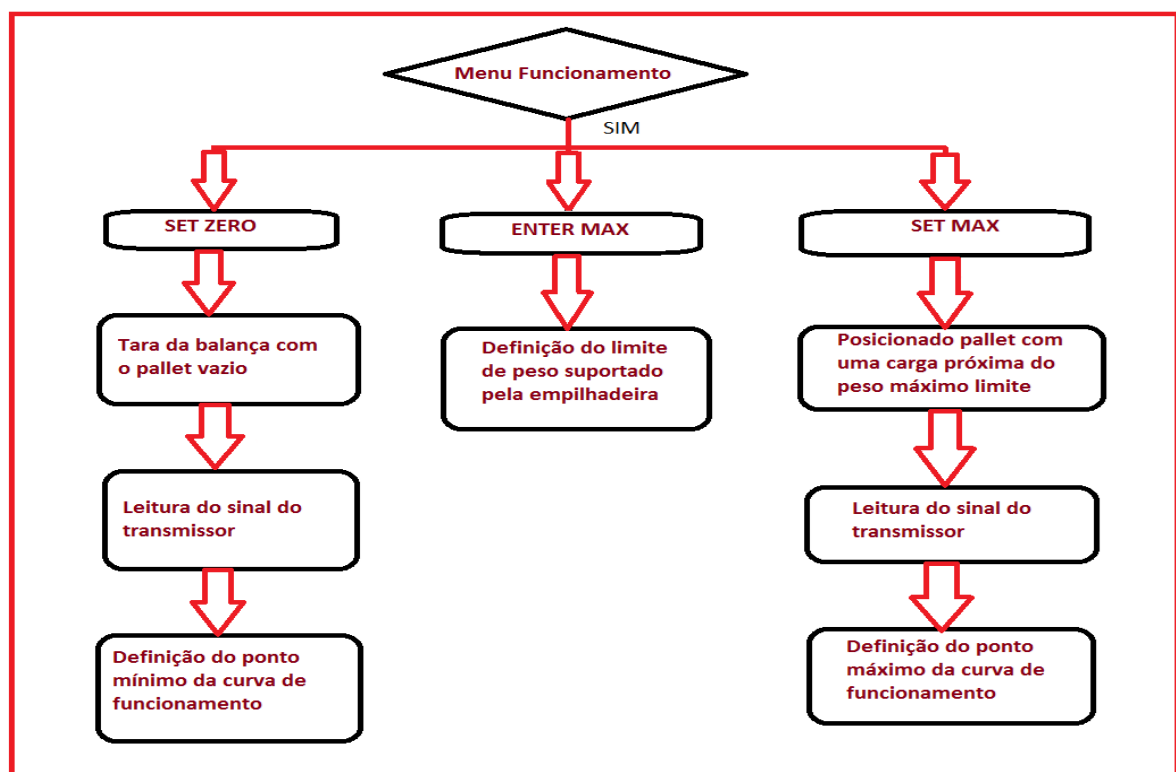 Menu Funcionamento
SIM
SET ZERO
ENTER MAX
SET MAX
Tara da balança com
o pallet vazio
Definição do limite
de peso suportado
pela empilhadeira
Posicionado pallet com
uma carga próxima do
peso máximo limite
Leitura do sinal do
transmissor
Leitura do sinal do
transmissor
Definição do ponto
mínimo da curva de
funcionamento
Definição do ponto
máximo da curva de
funcionamento